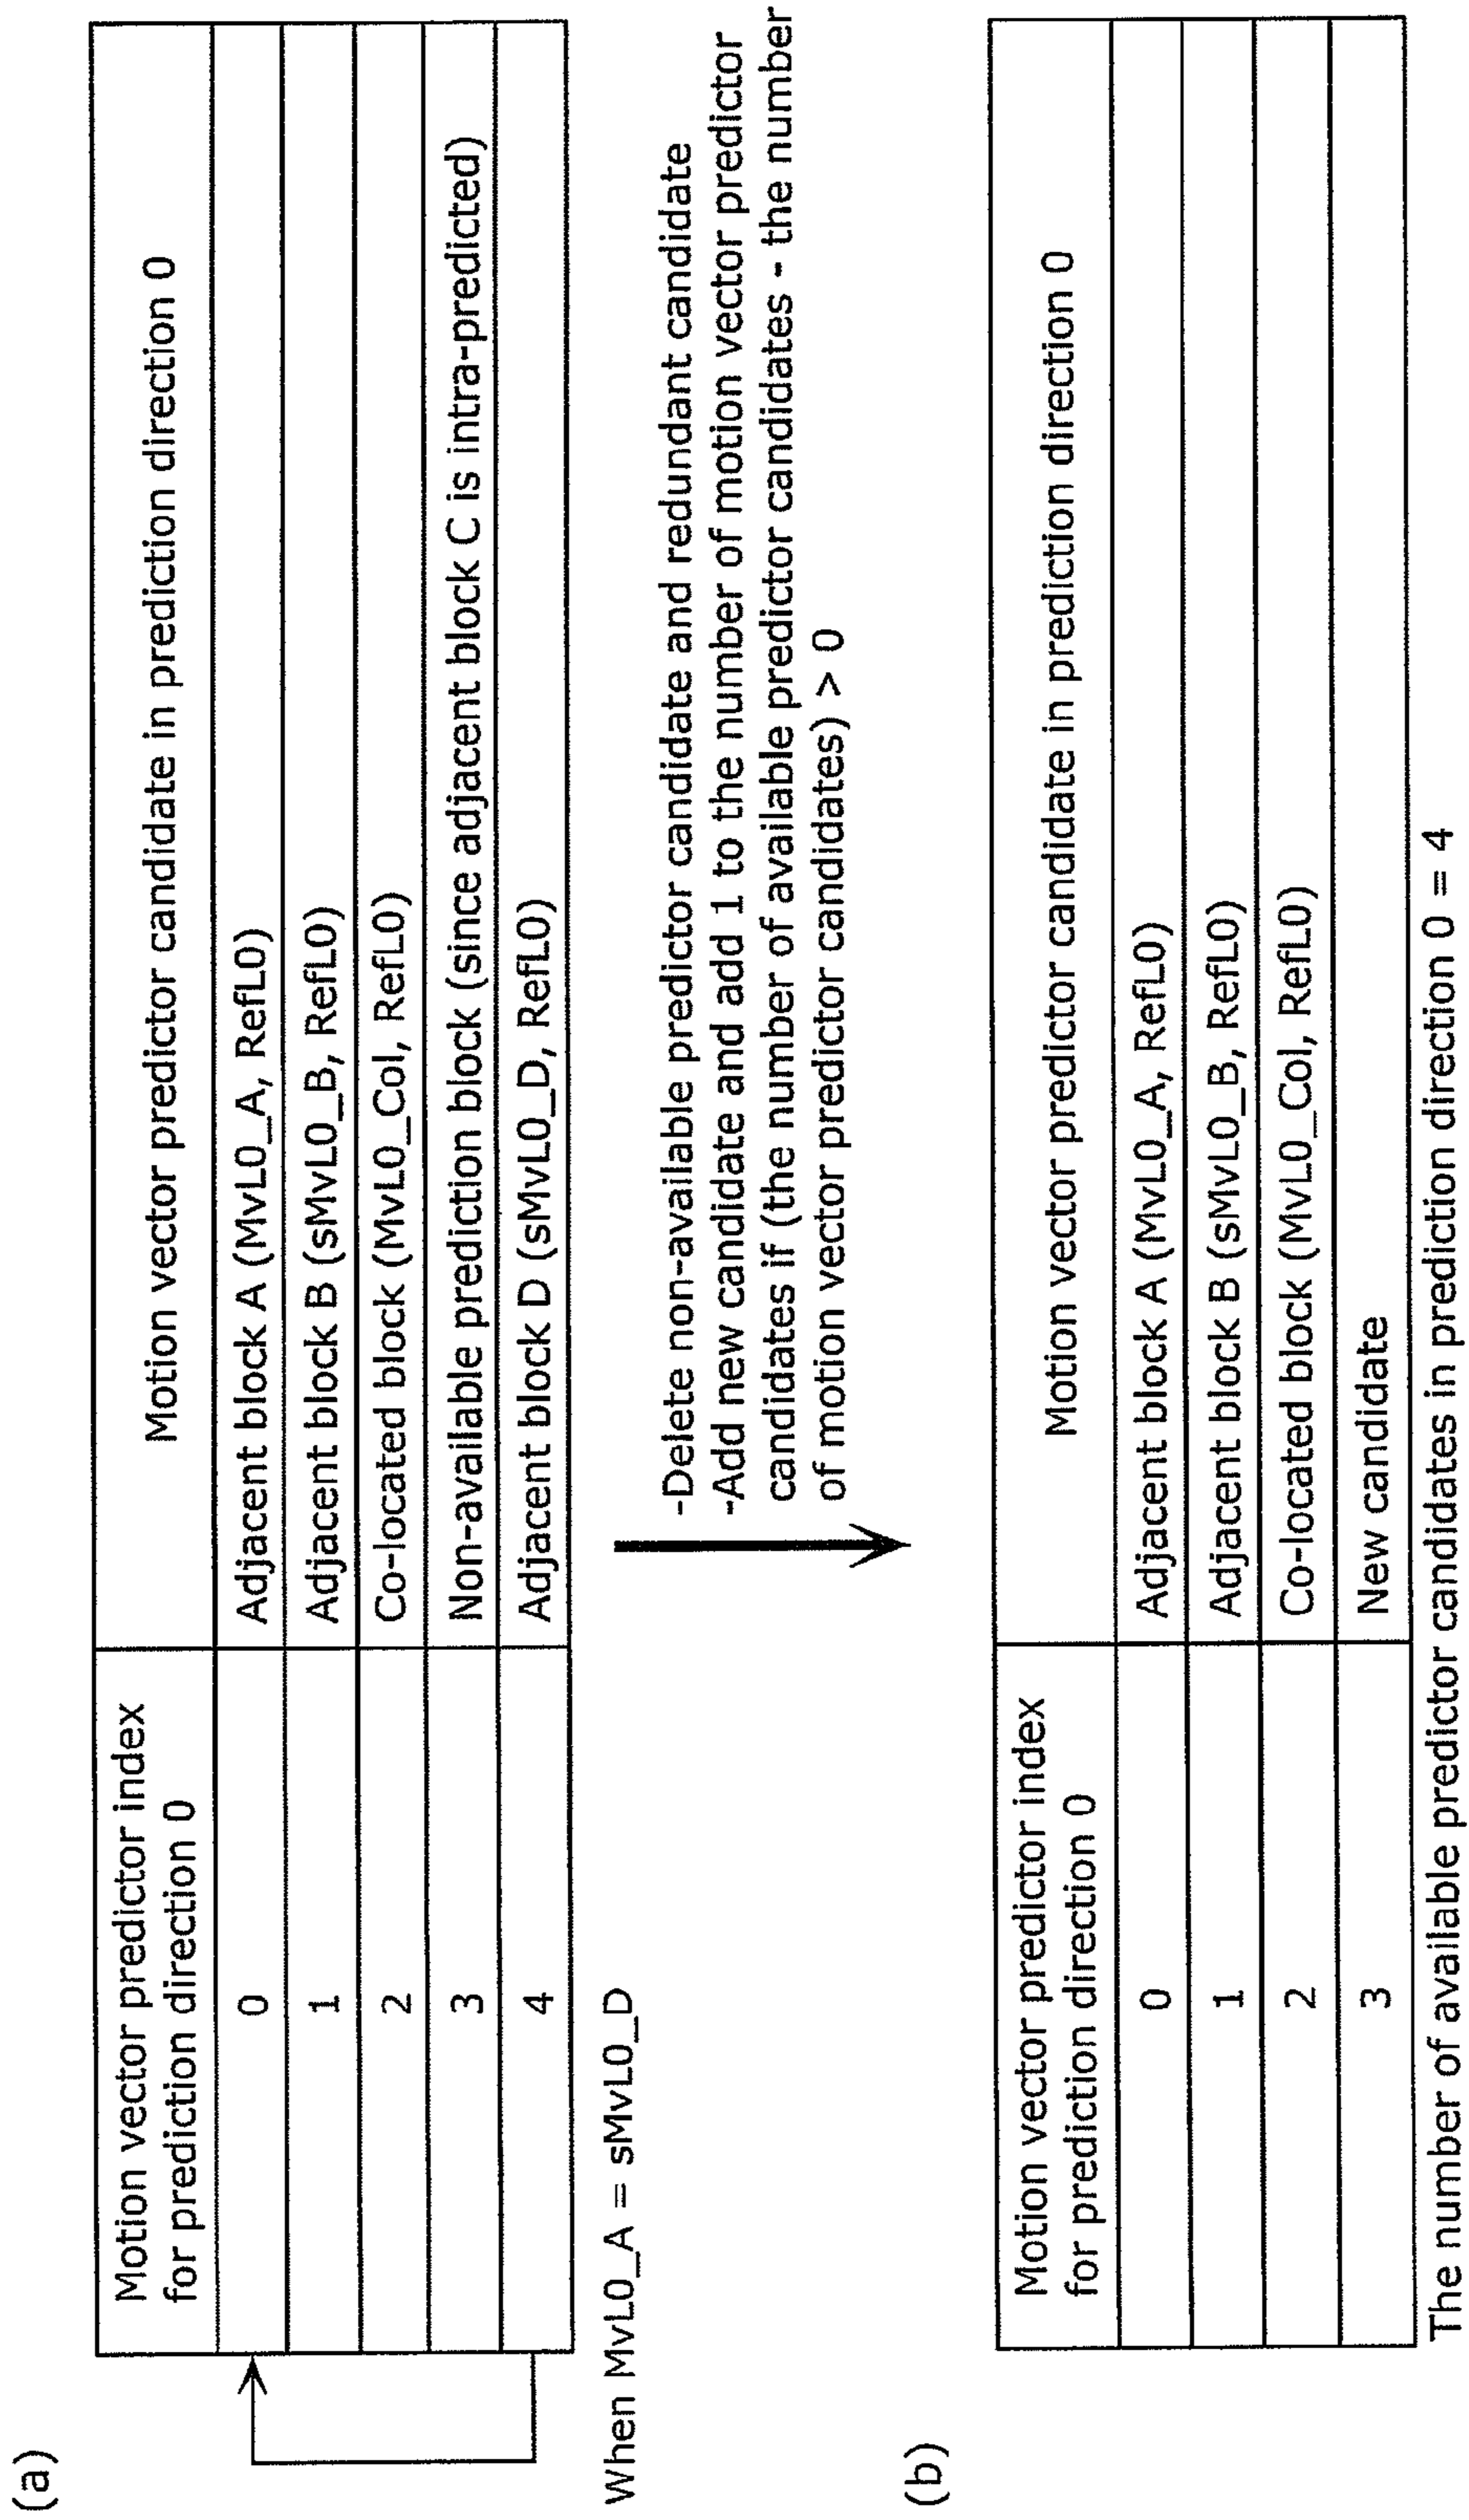 (a)
Motion vector predictor index
for prediction direction 0
Motion vector predictor candidate in prediction direction 0
0
Adjacent block A (MvL0_A, RefL0)
1
Adjacent block B (sMvL0_B, RefL0)
2
Co-located block (MvL0_Col, RefL0)
3
Non-available prediction block (since adjacent block C is intra-predicted)
4
Adjacent block D (sMvL0_D, RefL0)
When MvL0_A = sMvL0_D
-Delete non-available predictor candidate and redundant candidate
-Add new candidate and add 1 to the number of motion vector predictor
candidates if (the number of available predictor candidates - the number
of motion vector predictor candidates) > 0
(b)
Motion vector predictor index
for prediction direction 0
Motion vector predictor candidate in prediction direction 0
0
Adjacent block A (MvL0_A, RefL0)
1
Adjacent block B (sMvL0_B, RefL0)
2
Co-located block (MvL0_Col, RefL0)
3
New candidate
The number of available predictor candidates in prediction direction 0 = 4